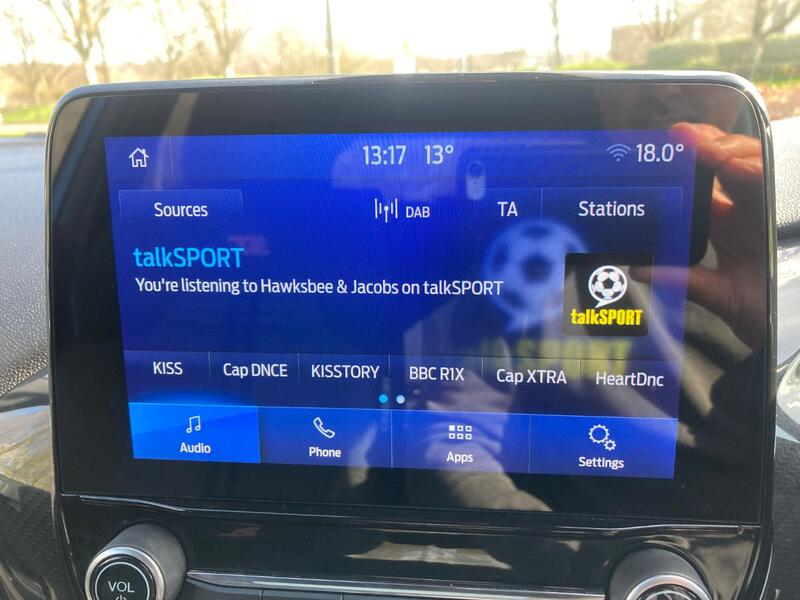 13:17 13° 18.0°
Sources DAB TA Stations
talkSPORT
You're listening to Hawksbee & Jacobs on talkSPORT
talkSPORT
KISS Cap DNCE KISSTORY BBC R1X Cap XTRA HeartDnc
Audio Phone Apps Settings
VOL